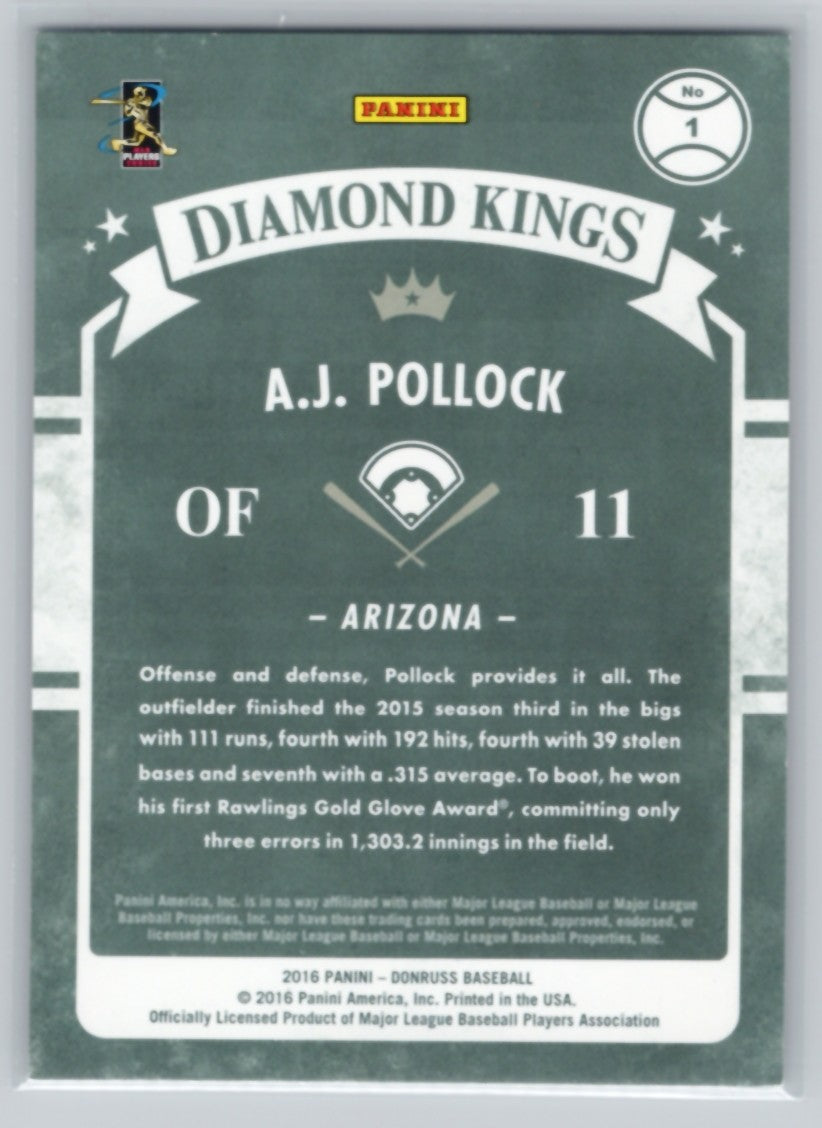 PLAYERS
PANINI
No
1
DIAMOND KINGS
A.J. POLLOCK
OF
11
– ARIZONA –
Offense and defense, Pollock provides it all. The
outfielder finished the 2015 season third in the bigs
with 111 runs, fourth with 192 hits, fourth with 39 stolen
bases and seventh with a .315 average. To boot, he won
his first Rawlings Gold Glove Award®, committing only
three errors in 1,303.2 innings in the field.
Panini America, Inc. is in no way affiliated with either Major League Baseball or Major League
Baseball Properties, Inc. nor have these trading cards been prepared, approved, endorsed, or
licensed by either Major League Baseball or Major League Baseball Properties, Inc.
2016 PANINI – DONRUSS BASEBALL
© 2016 Panini America, Inc. Printed in the USA.
Officially Licensed Product of Major League Baseball Players Association